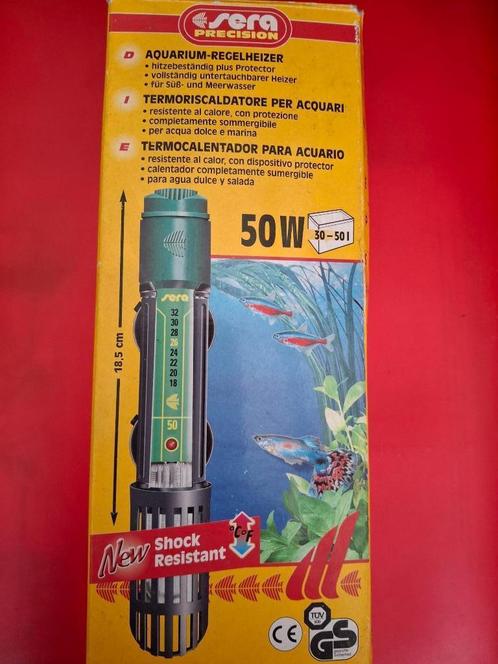 sera
PRECISION
D AQUARIUM-REGELHEIZER
• hitzebeständig plus Protector
• vollständig untertauchbarer Heizer
• für Süß- und Meerwasser
I TERMORISCALDATORE PER ACQUARI
• resistente al calore, con protezione
• completamente sommergibile
• per acqua dolce e marina
E TERMOCALENTADOR PARA ACUARIO
• resistente al calor, con dispositivo protector
• calentador completamente sumergible
• para agua dulce y salada
50W
30–50 l
sera
32
30
28
26
24
22
20
18
50
18.5 cm
New Shock
Resistant
°C °F
CE
TÜV
GS
geprüfte
Sicherheit